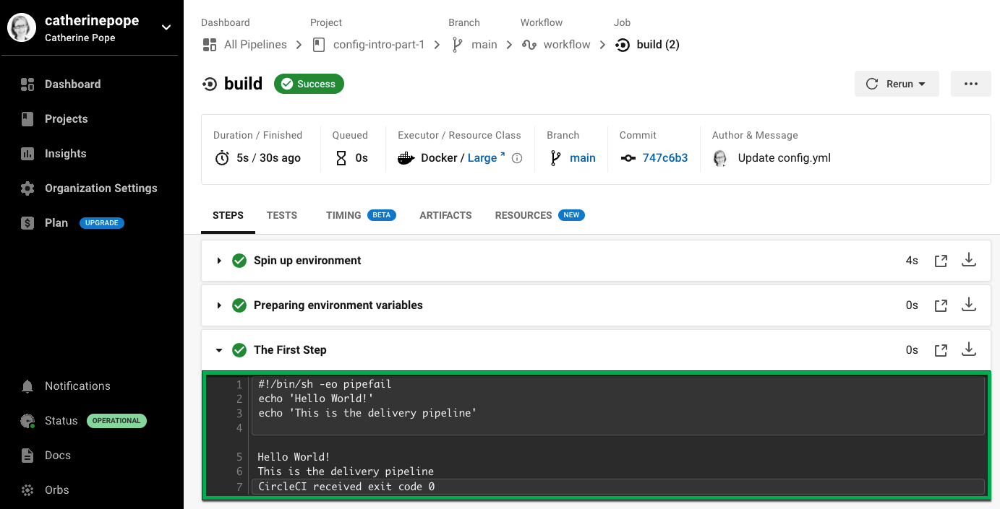 catherinepope
Catherine Pope
Dashboard
Projects
Insights
Organization Settings
Plan UPGRADE
Notifications
Status OPERATIONAL
Docs
Orbs
Dashboard Project Branch Workflow Job
All Pipelines config-intro-part-1 main workflow build (2)
build Success Rerun
Duration / Finished Queued Executor / Resource Class Branch Commit Author & Message
5s / 30s ago 0s Docker / Large main 747c6b3 Update config.yml
STEPS TESTS TIMING BETA ARTIFACTS RESOURCES NEW
Spin up environment 4s
Preparing environment variables 0s
The First Step 0s
1 #!/bin/sh -eo pipefail
2 echo 'Hello World!'
3 echo 'This is the delivery pipeline'
4
5 Hello World!
6 This is the delivery pipeline
7 CircleCI received exit code 0